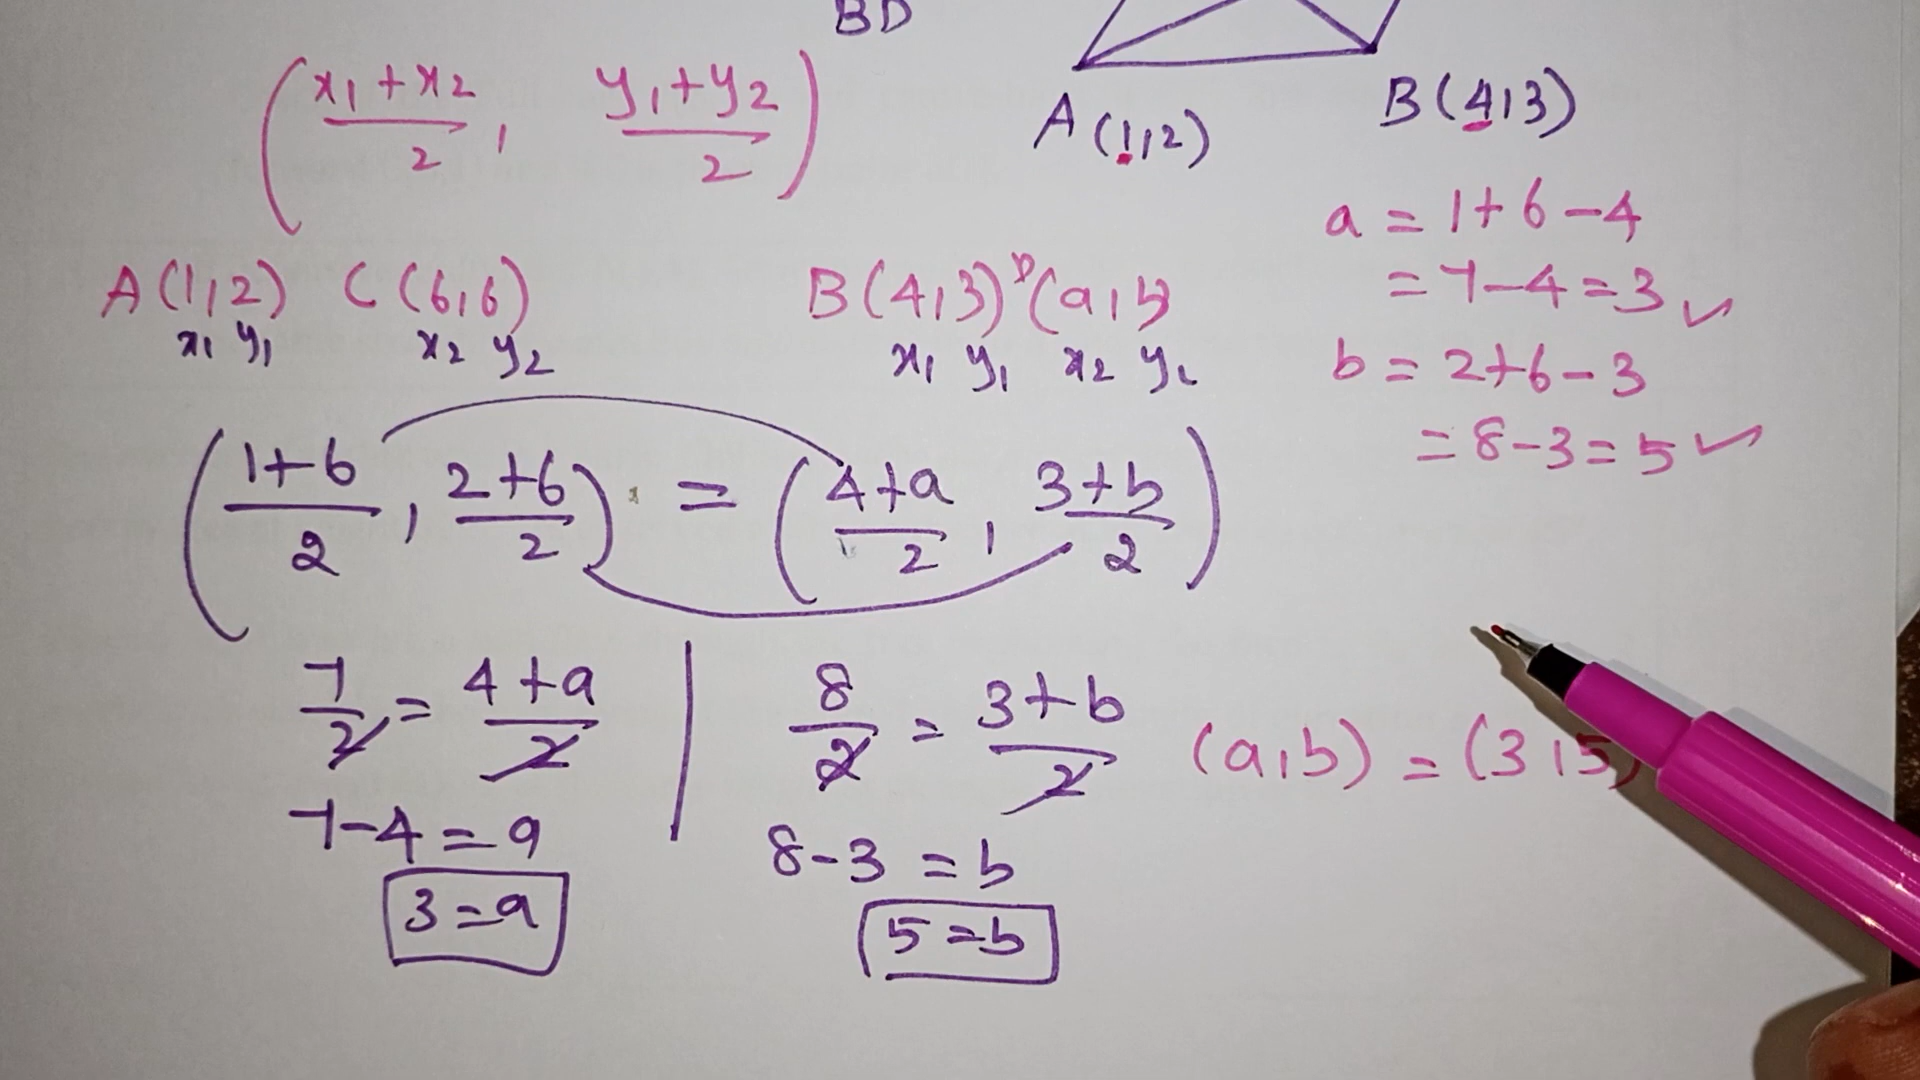 BD
(x₁+x₂/2, y₁+y₂/2)
A(1,2)
B(4,3)
a = 1+6-4
= 7-4=3 ✓
b = 2+6-3
= 8-3=5 ✓
A(1,2) C(6,6)
x₁ y₁ x₂ y₂
B(4,3) D(a,b)
x₁ y₁ x₂ y₂
(1+6/2, 2+6/2) = (4+a/2, 3+b/2)
7/2 = 4+a/2
7-4=a
3=a
8/2 = 3+b/2
8-3=b
5=b
(a,b) = (3,5)